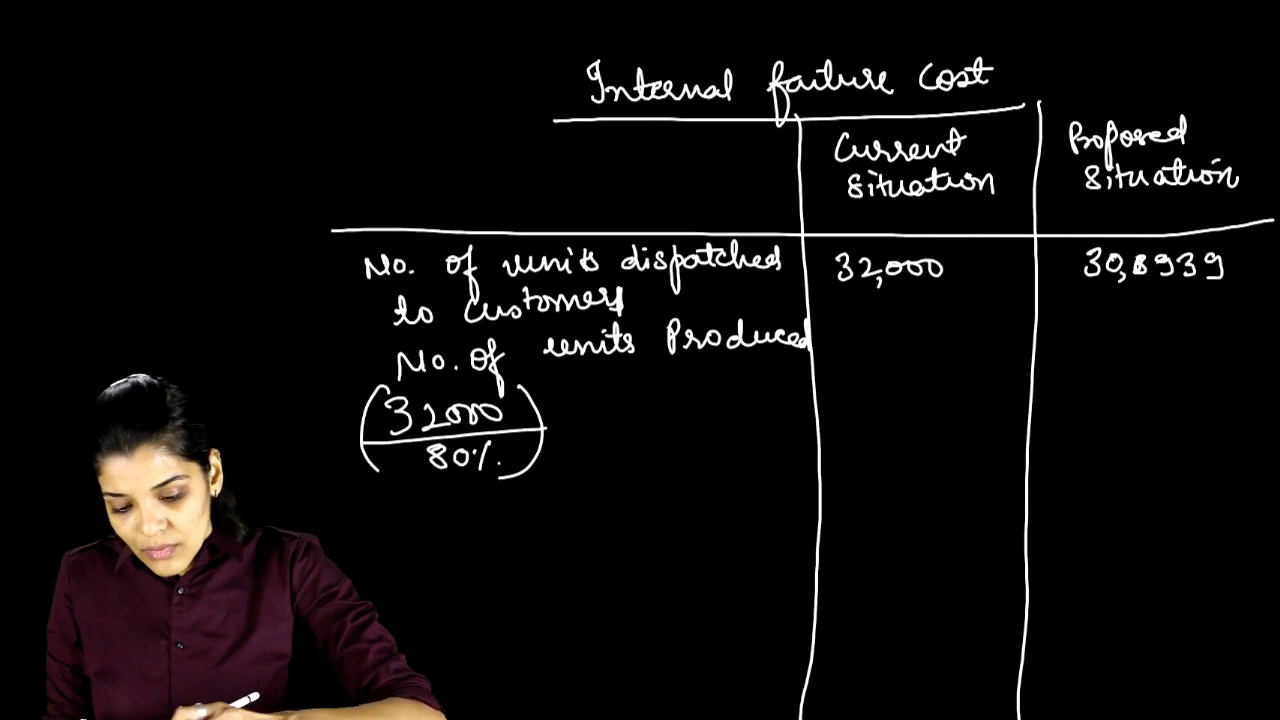 Internal failure cost
Current Proposed
situation situation
No. of units dispatched 32,000 30,8939
to customers
No. of units Produced
(32000
80%)